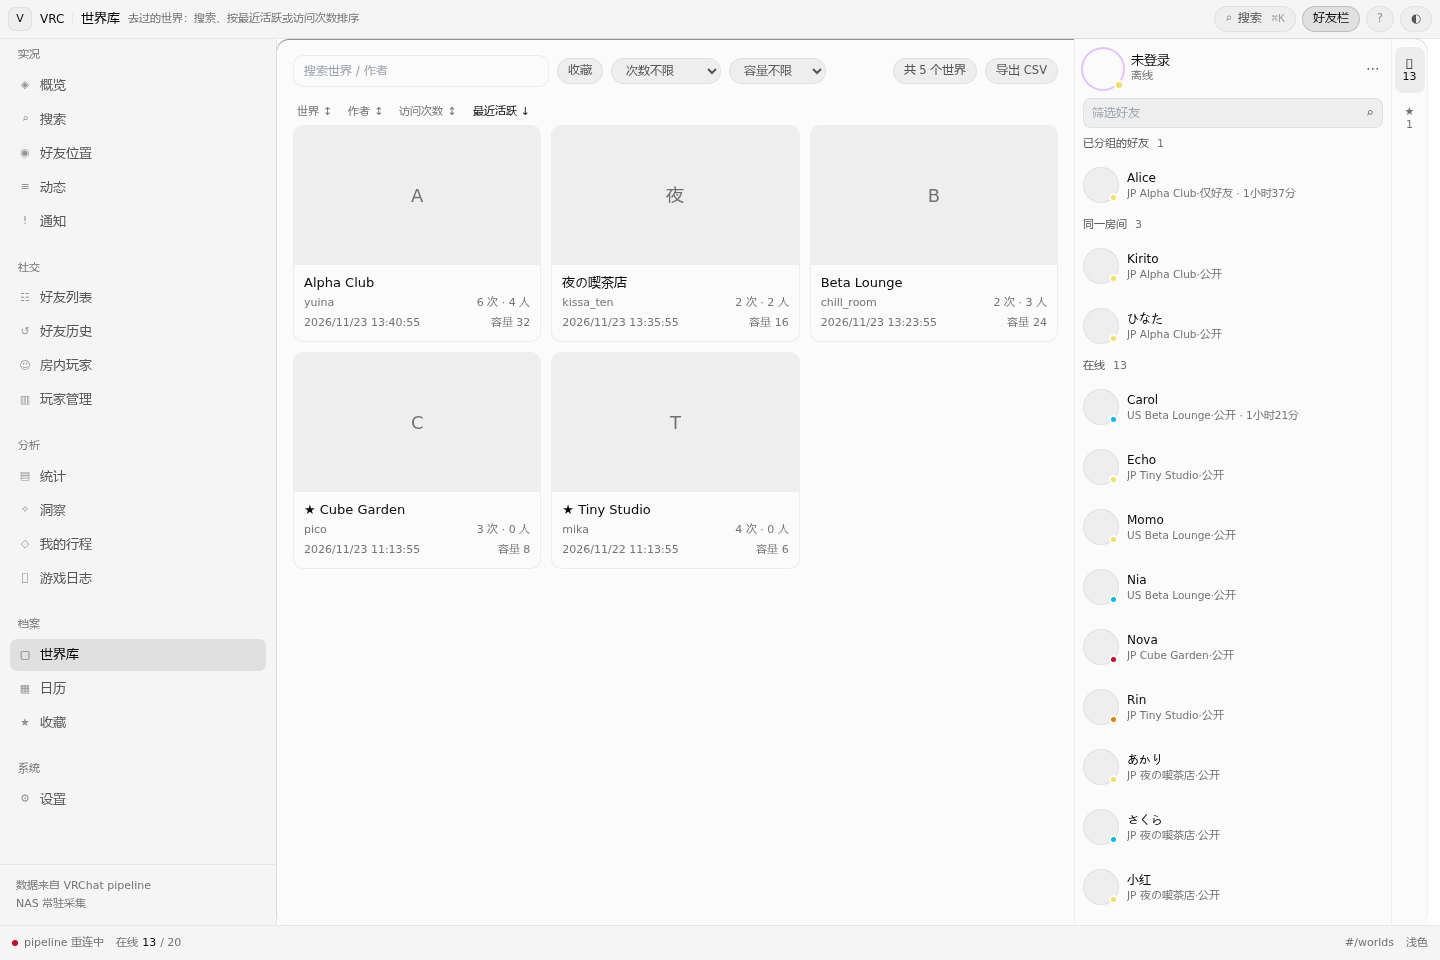 V VRC 世界库 去过的世界：搜索、按最近活跃或访问次数排序
搜索 ⌘K 好友栏 ?
实况
概览
搜索
好友位置
动态
通知
社交
好友列表
好友历史
房内玩家
玩家管理
分析
统计
洞察
我的行程
游戏日志
档案
世界库
日历
收藏
系统
设置
数据来自 VRChat pipeline
NAS 常驻采集
搜索世界 / 作者 收藏 次数不限 容量不限 共 5 个世界 导出 CSV
世界 ↕ 作者 ↕ 访问次数 ↕ 最近活跃 ↓
A
Alpha Club
yuina 6 次 · 4 人
2026/11/23 13:40:55 容量 32
夜
夜の喫茶店
kissa_ten 2 次 · 2 人
2026/11/23 13:35:55 容量 16
B
Beta Lounge
chill_room 2 次 · 3 人
2026/11/23 13:23:55 容量 24
C
★ Cube Garden
pico 3 次 · 0 人
2026/11/23 11:13:55 容量 8
T
★ Tiny Studio
mika 4 次 · 0 人
2026/11/22 11:13:55 容量 6
未登录
离线
…
筛选好友
已分组的好友 1
Alice
JP Alpha Club·仅好友 · 1小时37分
同一房间 3
Kirito
JP Alpha Club·公开
ひなた
JP Alpha Club·公开
在线 13
Carol
US Beta Lounge·公开 · 1小时21分
Echo
JP Tiny Studio·公开
Momo
US Beta Lounge·公开
Nia
US Beta Lounge·公开
Nova
JP Cube Garden·公开
Rin
JP Tiny Studio·公开
あかり
JP 夜の喫茶店·公开
さくら
JP 夜の喫茶店·公开
小红
JP 夜の喫茶店·公开
13
★
1
pipeline 重连中 在线 13 / 20
#/worlds 浅色